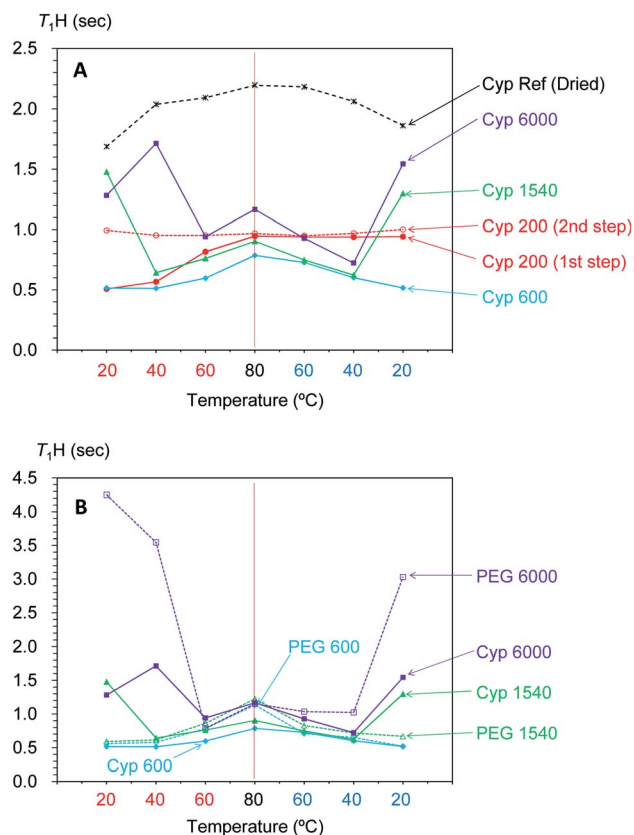 T₁H (sec)
A
2.5
2.0
1.5
1.0
0.5
0.0
Cyp Ref (Dried)
Cyp 6000
Cyp 1540
Cyp 200 (2nd step)
Cyp 200 (1st step)
Cyp 600
20 40 60 80 60 40 20
Temperature (ºC)
T₁H (sec)
B
4.5
4.0
3.5
3.0
2.5
2.0
1.5
1.0
0.5
0.0
PEG 6000
PEG 600
Cyp 6000
Cyp 1540
PEG 1540
Cyp 600
20 40 60 80 60 40 20
Temperature (ºC)